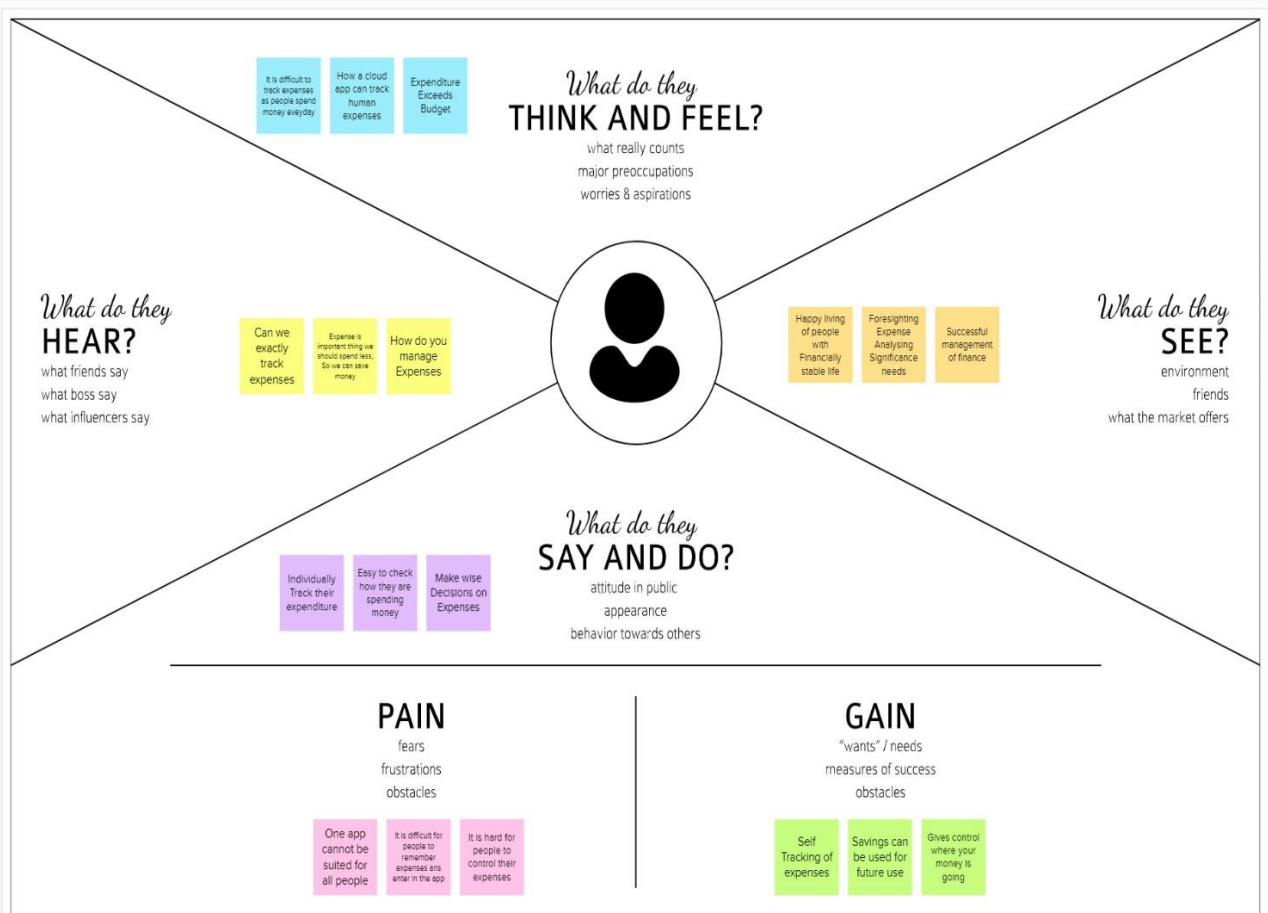 It is difficult to
track expenses
as people spend
money eveyday
How a cloud
app can track
human
expenses
Expenditure
Exceeds
Budget
What do they
THINK AND FEEL?
what really counts
major preoccupations
worries & aspirations
What do they
HEAR?
what friends say
what boss say
what influencers say
Can we
exactly
track
expenses
Expense is
important thing we
should spend less,
So we can save
money
How do you
manage
Expenses
Happy living
of people
with
Financially
stable life
Foresighting
Expense
Analysing
Significance
needs
Successful
management
of finance
What do they
SEE?
environment
friends
what the market offers
What do they
SAY AND DO?
attitude in public
appearance
behavior towards others
Individually
Track their
expenditure
Easy to check
how they are
spending
money
Make wise
Decisions on
Expenses
PAIN
fears
frustrations
obstacles
One app
cannot be
suited for
all people
It is difficult for
people to
remember
expenses ans
enter in the app
It is hard for
people to
control their
expenses
GAIN
"wants" / needs
measures of success
obstacles
Self
Tracking of
expenses
Savings can
be used for
future use
Gives control
where your
money is
going